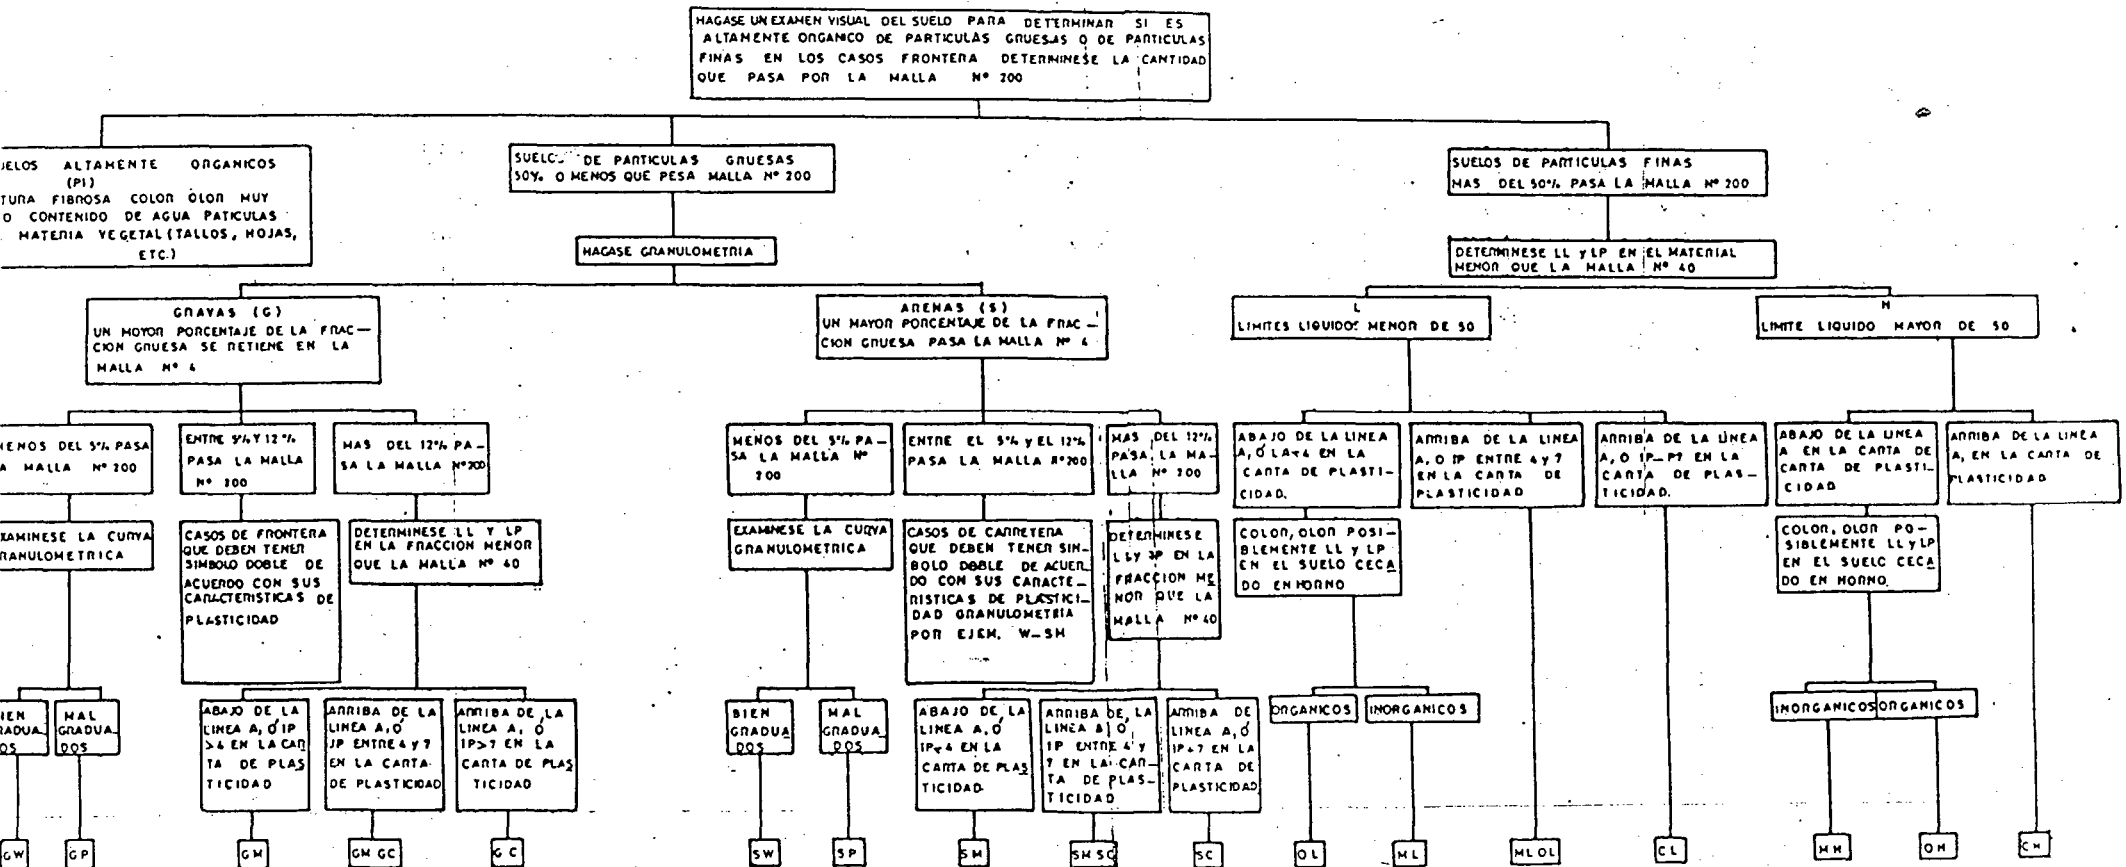 HAGASE UN EXAMEN VISUAL DEL SUELO PARA DETERMINAR SI ES
ALTAMENTE ORGANICO DE PARTICULAS GRUESAS O DE PARTICULAS
FINAS EN LOS CASOS FRONTERA DETERMINESE LA CANTIDAD
QUE PASA POR LA MALLA Nº 200
UELOS ALTAMENTE ORGANICOS
(P1)
TURA FIBROSA COLOR OLOR MUY
O CONTENIDO DE AGUA PATICULAS
MATERIA VEGETAL (TALLOS, HOJAS,
ETC.)
SUELOS DE PARTICULAS GRUESAS
50% O MENOS QUE PESA MALLA Nº 200
SUELOS DE PARTICULAS FINAS
MAS DEL 50% PASA LA MALLA Nº 200
HAGASE GRANULOMETRIA
DETERMINESE LL y LP EN EL MATERIAL
MENOR QUE LA MALLA Nº 40
GRAVAS (G)
UN MOYOR PORCENTAJE DE LA FRAC—
CION GRUESA SE RETIENE EN LA
MALLA Nº 4
ARENAS (S)
UN MAYOR PORCENTAJE DE LA FRAC—
CION GRUESA PASA LA MALLA Nº 4
L
LIMITES LIQUIDOS MENOR DE 50
H
LIMITE LIQUIDO MAYOR DE 50
MENOS DEL 5% PASA
A MALLA Nº 200
ENTRE 5% Y 12%
PASA LA MALLA
Nº 200
MAS DEL 12% PA—
SA LA MALLA Nº200
MENOS DEL 5% PA—
SA LA MALLA Nº
200
ENTRE EL 5% y EL 12%
PASA LA MALLA Nº200
MAS DEL 12%
PASA LA MA—
LLA Nº 200
ABAJO DE LA LINEA
A, Ó LA<4 EN LA
CARTA DE PLASTI—
CIDAD.
ARRIBA DE LA LINEA
A, O IP ENTRE 4 y 7
EN LA CARTA DE
PLASTICIDAD
ARRIBA DE LA LINEA
A, O IP—P7 EN LA
CARTA DE PLAS—
TICIDAD.
ABAJO DE LA LINEA
A EN LA CARTA DE
CARTA DE PLASTI—
CIDAD
ARRIBA DE LA LINEA
A, EN LA CARTA DE
PLASTICIDAD
EXAMINESE LA CURVA
RANULOMETRICA
CASOS DE FRONTERA
QUE DEBEN TENER
SIMBOLO DOBLE DE
ACUERDO CON SUS
CARACTERISTICAS DE
PLASTICIDAD
DETERMINESE LL Y LP
EN LA FRACCION MENOR
QUE LA MALLA Nº 40
EXAMINESE LA CURVA
GRANULOMETRICA
CASOS DE CARRETERA
QUE DEBEN TENER SIN—
BOLO DOBLE DE ACUER—
DO CON SUS CARACTE—
RISTICAS DE PLASTICI—
DAD GRANULOMETRIA
POR EJEM. W—SM
DETERMINESE
LL y JP EN LA
FRACCION ME
NOR QUE LA
MALLA Nº 40
COLOR, OLOR POSI—
BLEMENTE LL y LP
EN EL SUELO CECA
DO EN HORNO
COLOR, OLOR PO—
SIBLEMENTE LL y LP
EN EL SUELO CECA
DO EN HORNO
IEN
RADUA
OS
MAL
GRADUA
DOS
ABAJO DE LA
LINEA A, Ó IP
>4 EN LA CAR
TA DE PLAS
TICIDAD
ARRIBA DE LA
LINEA A, Ó
JP ENTRE 4 y 7
EN LA CARTA
DE PLASTICIDAD
ARRIBA DE LA
LINEA A, Ó
IP>7 EN LA
CARTA DE PLAS
TICIDAD
BIEN
GRADUA
DOS
MAL
GRADUA
DOS
ABAJO DE LA
LINEA A, Ó
IP<4 EN LA
CARTA DE PLAS
TICIDAD
ARRIBA DE LA
LINEA A, O
IP ENTRE 4 y
7 EN LA CAR—
TA DE PLAS—
TICIDAD
ARRIBA DE
LINEA A, Ó
IP+7 EN LA
CARTA DE
PLASTICIDAD
ORGANICOS
INORGANICOS
INORGANICOS
ORGANICOS
GW
GP
GM
GM GC
GC
SW
SP
SM
SM SC
SC
OL
ML
ML OL
CL
MH
OH
CH